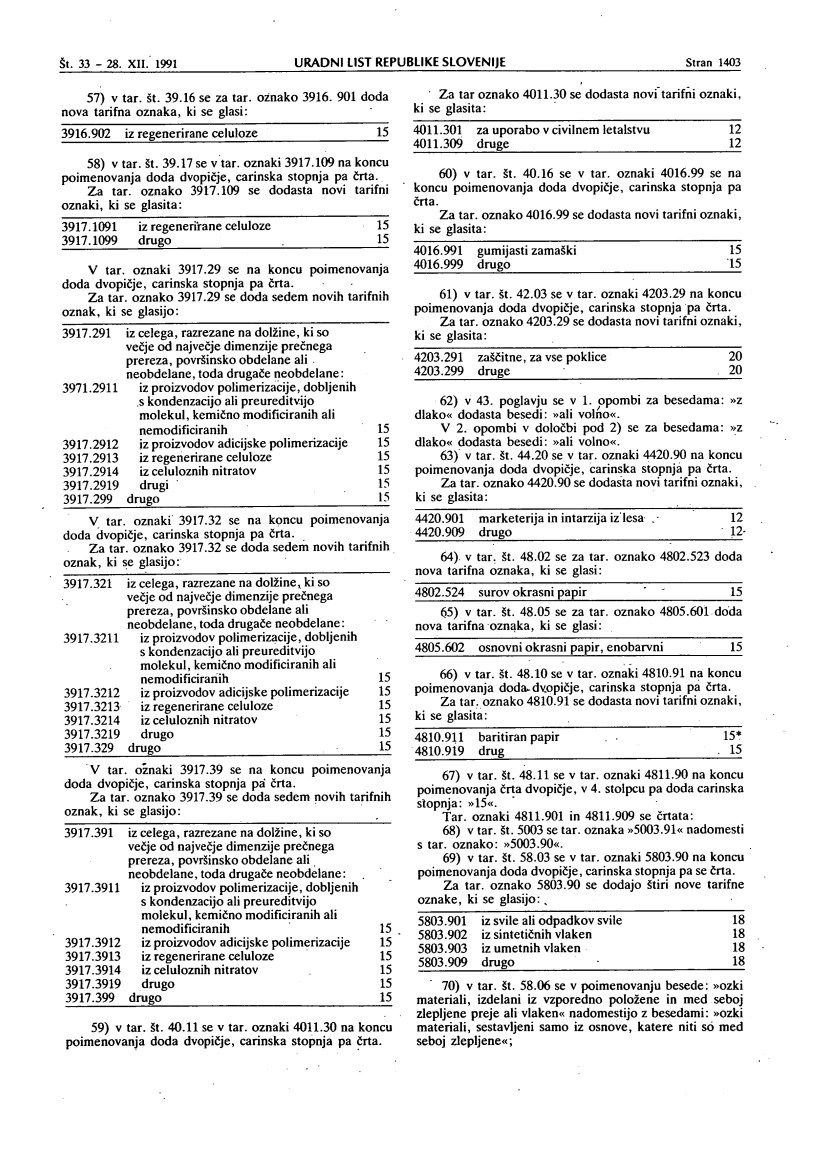 Št. 33 – 28. XII. 1991 URADNI LIST REPUBLIKE SLOVENIJE Stran 1403
57) v tar. št. 39.16 se za tar. oznako 3916. 901 doda
nova tarifna oznaka, ki se glasi:
3916.902 iz regenerirane celuloze 15
58) v tar. št. 39.17 se v tar. oznaki 3917.109 na koncu
poimenovanja doda dvopičje, carinska stopnja pa črta.
Za tar. oznako 3917.109 se dodasta novi tarifni
oznaki, ki se glasita:
3917.1091 iz regenerirane celuloze 15
3917.1099 drugo 15
V tar. oznaki 3917.29 se na koncu poimenovanja
doda dvopičje, carinska stopnja pa črta.
Za tar. oznako 3917.29 se doda sedem novih tarifnih
oznak, ki se glasijo:
3917.291 iz celega, razrezane na dolžine, ki so
večje od največje dimenzije prečnega
prereza, površinsko obdelane ali
neobdelane, toda drugače neobdelane:
3971.2911 iz proizvodov polimerizacije, dobljenih
s kondenzacijo ali preureditvijo
molekul, kemično modificiranih ali
nemodificiranih 15
3917.2912 iz proizvodov adicijske polimerizacije 15
3917.2913 iz regenerirane celuloze 15
3917.2914 iz celuloznih nitratov 15
3917.2919 drugi 15
3917.299 drugo 15
V tar. oznaki 3917.32 se na koncu poimenovanja
doda dvopičje, carinska stopnja pa črta.
Za tar. oznako 3917.32 se doda sedem novih tarifnih
oznak, ki se glasijo:
3917.321 iz celega, razrezane na dolžine, ki so
večje od največje dimenzije prečnega
prereza, površinsko obdelane ali
neobdelane, toda drugače neobdelane:
3917.3211 iz proizvodov polimerizacije, dobljenih
s kondenzacijo ali preureditvijo
molekul, kemično modificiranih ali
nemodificiranih 15
3917.3212 iz proizvodov adicijske polimerizacije 15
3917.3213 iz regenerirane celuloze 15
3917.3214 iz celuloznih nitratov 15
3917.3219 drugo 15
3917.329 drugo 15
V tar. oznaki 3917.39 se na koncu poimenovanja
doda dvopičje, carinska stopnja pa črta.
Za tar. oznako 3917.39 se doda sedem novih tarifnih
oznak, ki se glasijo:
3917.391 iz celega, razrezane na dolžine, ki so
večje od največje dimenzije prečnega
prereza, površinsko obdelane ali
neobdelane, toda drugače neobdelane:
3917.3911 iz proizvodov polimerizacije, dobljenih
s kondenzacijo ali preureditvijo
molekul, kemično modificiranih ali
nemodificiranih 15
3917.3912 iz proizvodov adicijske polimerizacije 15
3917.3913 iz regenerirane celuloze 15
3917.3914 iz celuloznih nitratov 15
3917.3919 drugo 15
3917.399 drugo 15
59) v tar. št. 40.11 se v tar. oznaki 4011.30 na koncu
poimenovanja doda dvopičje, carinska stopnja pa črta.
Za tar oznako 4011.30 se dodasta novi tarifni oznaki,
ki se glasita:
4011.301 za uporabo v civilnem letalstvu 12
4011.309 druge 12
60) v tar. št. 40.16 se v tar. oznaki 4016.99 se na
koncu poimenovanja doda dvopičje, carinska stopnja pa
črta.
Za tar. oznako 4016.99 se dodasta novi tarifni oznaki,
ki se glasita:
4016.991 gumijasti zamaški 15
4016.999 drugo 15
61) v tar. št. 42.03 se v tar. oznaki 4203.29 na koncu
poimenovanja doda dvopičje, carinska stopnja pa črta.
Za tar. oznako 4203.29 se dodasta novi tarifni oznaki,
ki se glasita:
4203.291 zaščitne, za vse poklice 20
4203.299 druge 20
62) v 43. poglavju se v 1. opombi za besedama: »z
dlako« dodasta besedi: »ali volno«.
V 2. opombi v določbi pod 2) se za besedama: »z
dlako« dodasta besedi: »ali volno«.
63) v tar. št. 44.20 se v tar. oznaki 4420.90 na koncu
poimenovanja doda dvopičje, carinska stopnja pa črta.
Za tar. oznako 4420.90 se dodasta novi tarifni oznaki,
ki se glasita:
4420.901 marketerija in intarzija iz lesa 12
4420.909 drugo 12
64) v tar. št. 48.02 se za tar. oznako 4802.523 doda
nova tarifna oznaka, ki se glasi:
4802.524 surov okrasni papir 15
65) v tar. št. 48.05 se za tar. oznako 4805.601 doda
nova tarifna oznaka, ki se glasi:
4805.602 osnovni okrasni papir, enobarvni 15
66) v tar. št. 48.10 se v tar. oznaki 4810.91 na koncu
poimenovanja doda dvopičje, carinska stopnja pa črta.
Za tar. oznako 4810.91 se dodasta novi tarifni oznaki,
ki se glasita:
4810.911 baritiran papir 15*
4810.919 drug 15
67) v tar. št. 48.11 se v tar. oznaki 4811.90 na koncu
poimenovanja črta dvopičje, v 4. stolpcu pa doda carinska
stopnja: »15«.
Tar. oznaki 4811.901 in 4811.909 se črtata:
68) v tar. št. 5003 se tar. oznaka »5003.91« nadomesti
s tar. oznako: »5003.90«.
69) v tar. št. 58.03 se v tar. oznaki 5803.90 na koncu
poimenovanja doda dvopičje, carinska stopnja pa se črta.
Za tar. oznako 5803.90 se dodajo štiri nove tarifne
oznake, ki se glasijo:
5803.901 iz svile ali odpadkov svile 18
5803.902 iz sintetičnih vlaken 18
5803.903 iz umetnih vlaken 18
5803.909 drugo 18
70) v tar. št. 58.06 se v poimenovanju besede: »ozki
materiali, izdelani iz vzporedno položene in med seboj
zlepljene preje ali vlaken« nadomestijo z besedami: »ozki
materiali, sestavljeni samo iz osnove, katere niti so med
seboj zlepljene«;